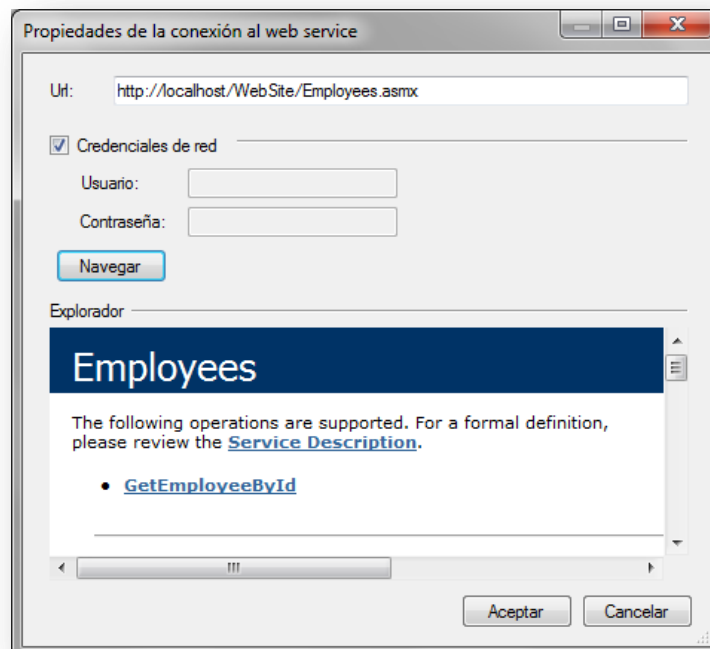 Propiedades de la conexión al web service
Url: http://localhost/WebSite/Employees.asmx
Credenciales de red
Usuario:
Contraseña:
Navegar
Explorador
Employees
The following operations are supported. For a formal definition,
please review the Service Description.
• GetEmployeeById
Aceptar Cancelar